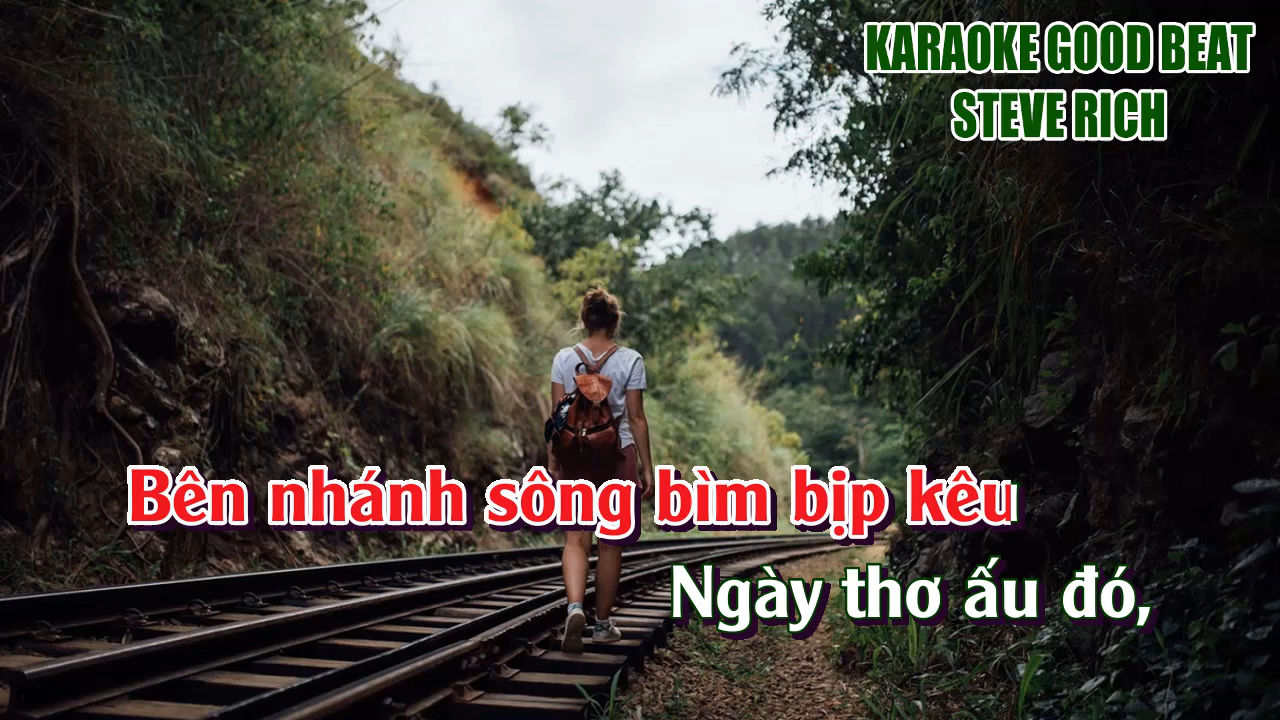 KARAOKE GOOD BEAT
STEVE RICH
Bên nhánh sông bìm bịp kêu
Ngày thơ ấu đó,